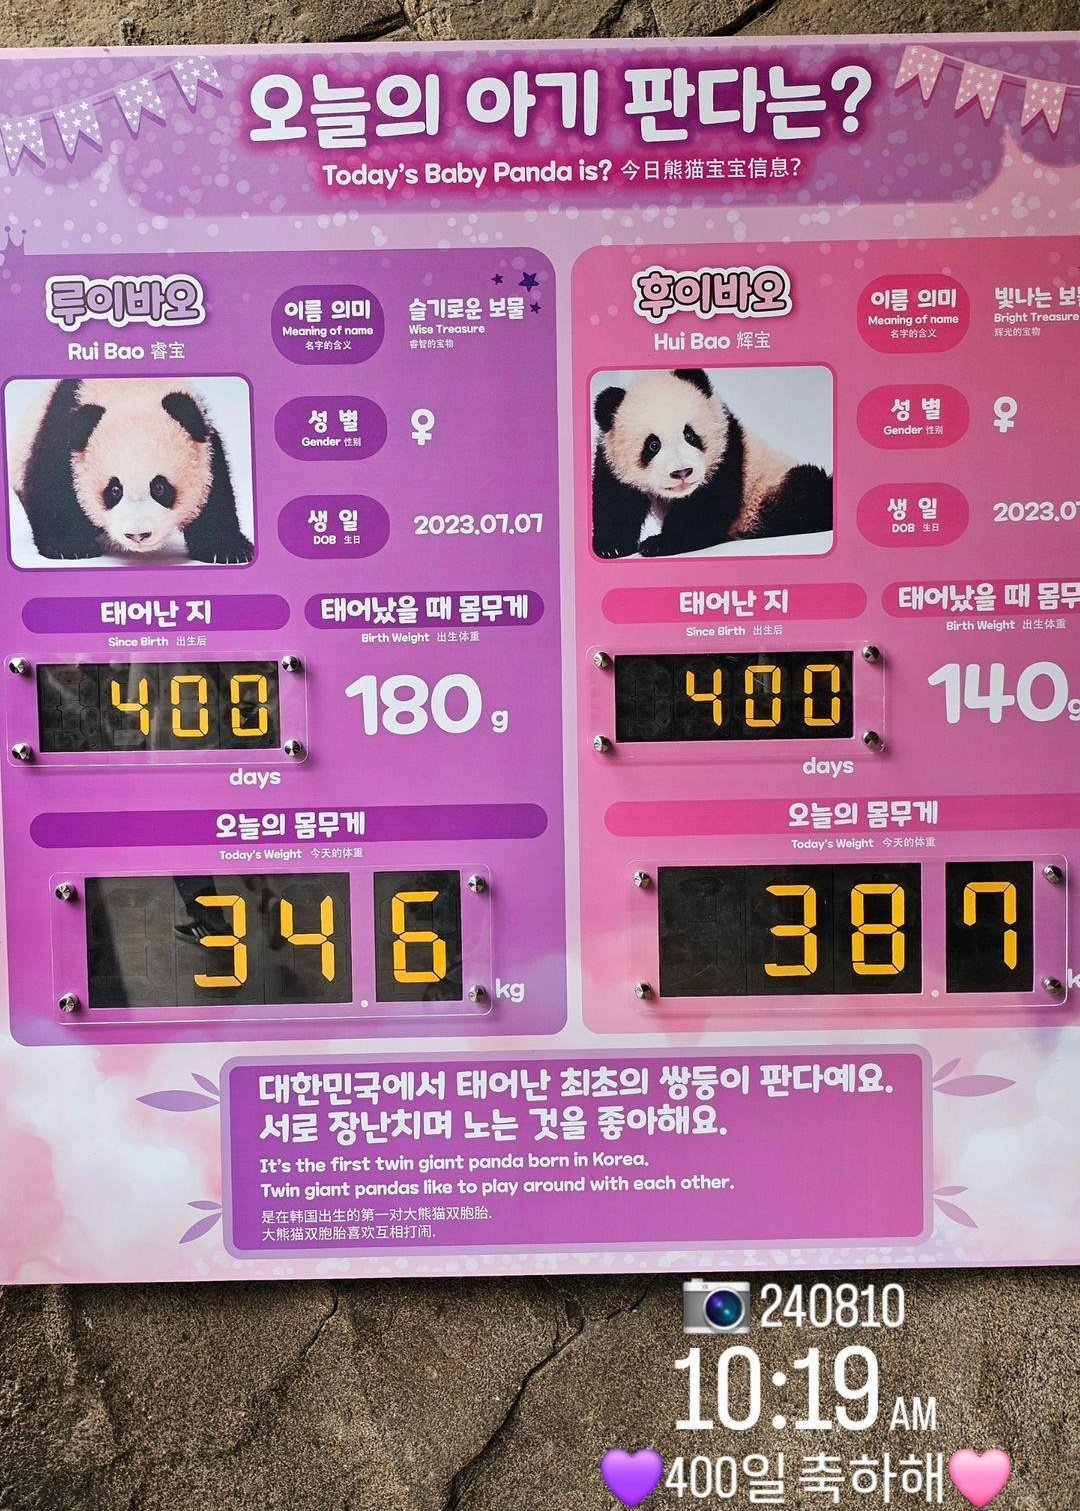 오늘의 아기 판다는?
Today's Baby Panda is? 今日熊猫宝宝信息?
루이바오
Rui Bao 睿宝
이름 의미
Meaning of name
名字的含义
슬기로운 보물
Wise Treasure
睿智的宝物
성 별
Gender 性别
♀
생 일
DOB 生日
2023.07.07
태어난 지
Since Birth 出生后
400
days
태어났을 때 몸무게
Birth Weight 出生体重
180g
오늘의 몸무게
Today's Weight 今天的体重
34.6 kg
후이바오
Hui Bao 辉宝
이름 의미
Meaning of name
名字的含义
빛나는
Bright Treasure
辉光的宝物
성 별
Gender 性别
♀
생 일
DOB 生日
2023.0
태어난 지
Since Birth 出生后
400
days
태어났을 때 몸무
Birth Weight 出生体重
140g
오늘의 몸무게
Today's Weight 今天的体重
38.7 k
대한민국에서 태어난 최초의 쌍둥이 판다예요.
서로 장난치며 노는 것을 좋아해요.
It's the first twin giant panda born in Korea.
Twin giant pandas like to play around with each other.
是在韩国出生的第一对大熊猫双胞胎.
大熊猫双胞胎喜欢互相打闹.
📷 240810
10:19 AM
💜400일 축하해🩷